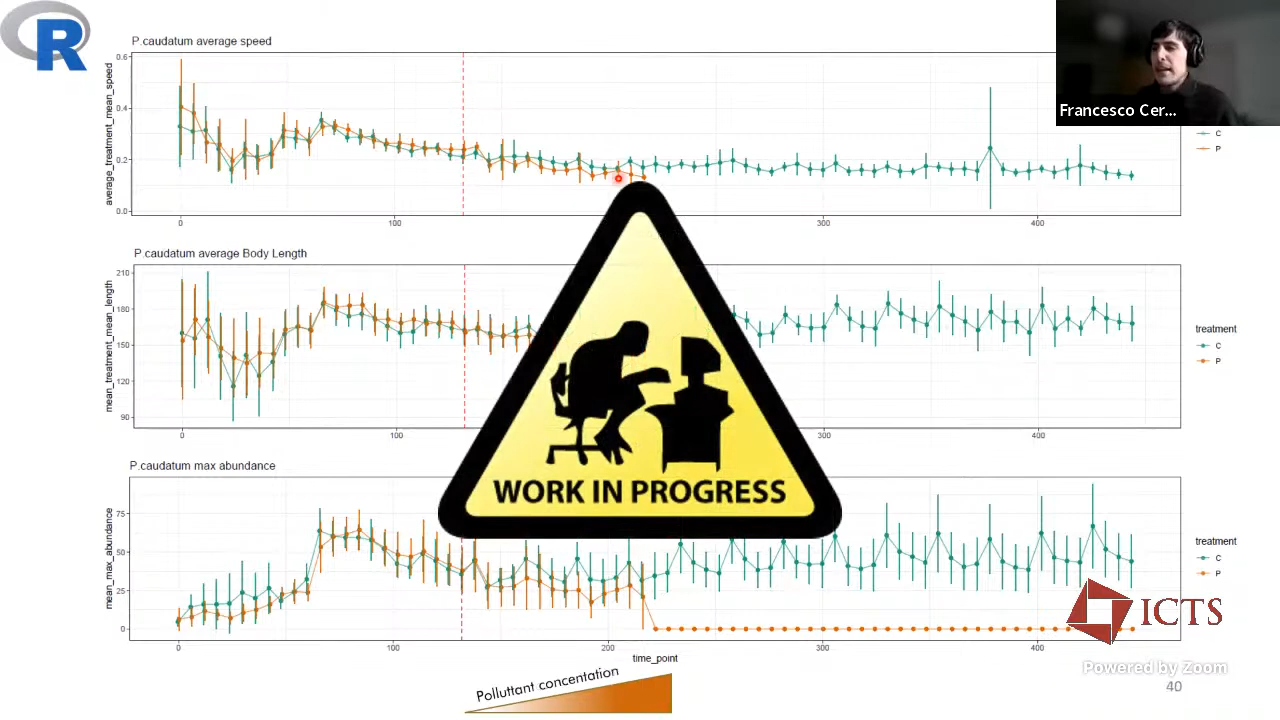 R
P.caudatum average speed
average_treatment_mean_speed
0.6
0.4
0.2
0.0
0
100
300
400
C
P
Francesco Cer...
P.caudatum average Body Length
mean_treatment_mean_length
210
180
150
120
90
0
100
300
400
treatment
C
P
WORK IN PROGRESS
P.caudatum max abundance
mean_max_abundance
75
50
25
0
0
100
200
300
400
time_point
treatment
C
P
ICTS
Polluttant concentation
Powered by Zoom
40